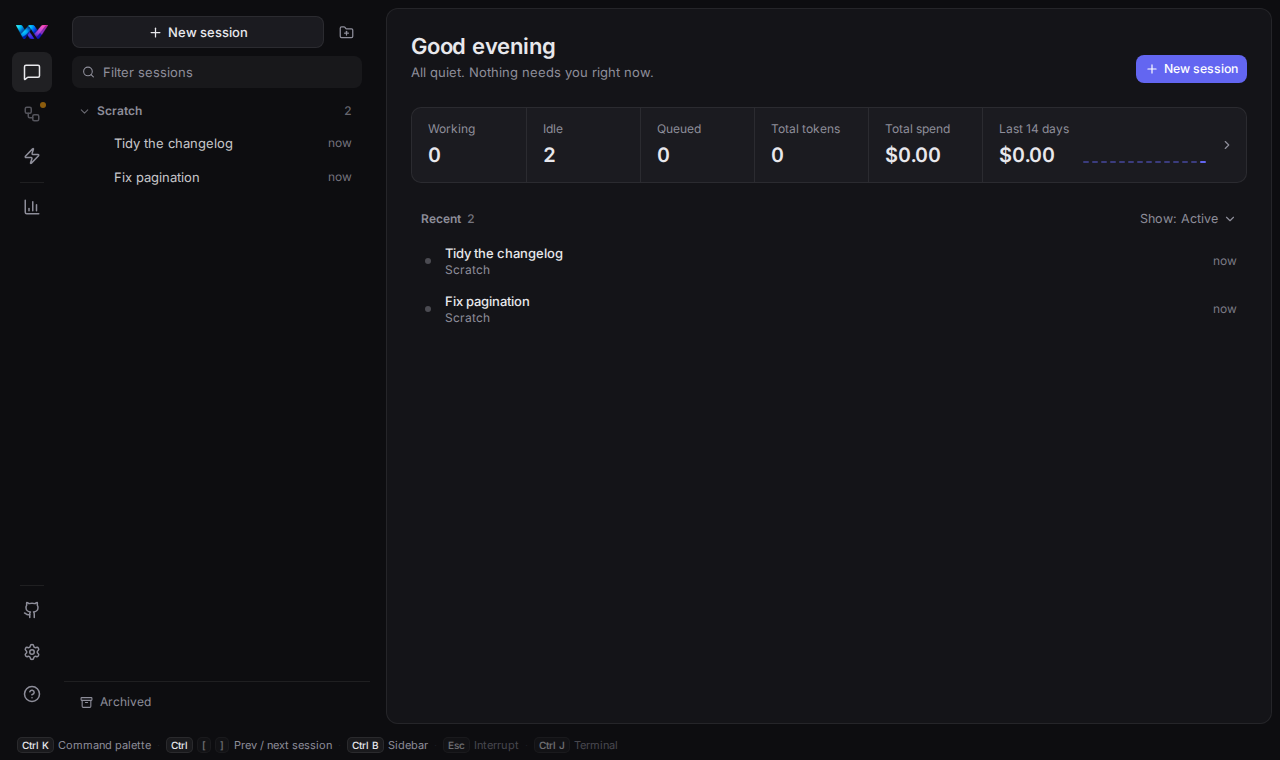 New session
Filter sessions
Scratch 2
Tidy the changelog now
Fix pagination now
Archived
Good evening
All quiet. Nothing needs you right now.
New session
Working Idle Queued Total tokens Total spend Last 14 days
0 2 0 0 $0.00 $0.00
Recent 2 Show: Active
Tidy the changelog
Scratch now
Fix pagination
Scratch now
Ctrl K Command palette Ctrl [ ] Prev / next session Ctrl B Sidebar Esc Interrupt Ctrl J Terminal